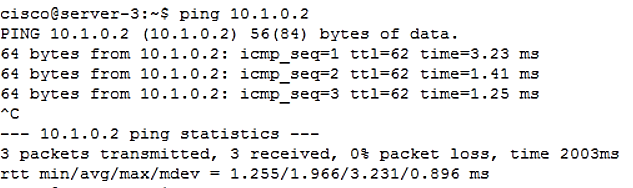 cisco@server-3:~$ ping 10.1.0.2
PING 10.1.0.2 (10.1.0.2) 56(84) bytes of data.
64 bytes from 10.1.0.2: icmp_seq=1 ttl=62 time=3.23 ms
64 bytes from 10.1.0.2: icmp_seq=2 ttl=62 time=1.41 ms
64 bytes from 10.1.0.2: icmp_seq=3 ttl=62 time=1.25 ms
^C
--- 10.1.0.2 ping statistics ---
3 packets transmitted, 3 received, 0% packet loss, time 2003ms
rtt min/avg/max/mdev = 1.255/1.966/3.231/0.896 ms